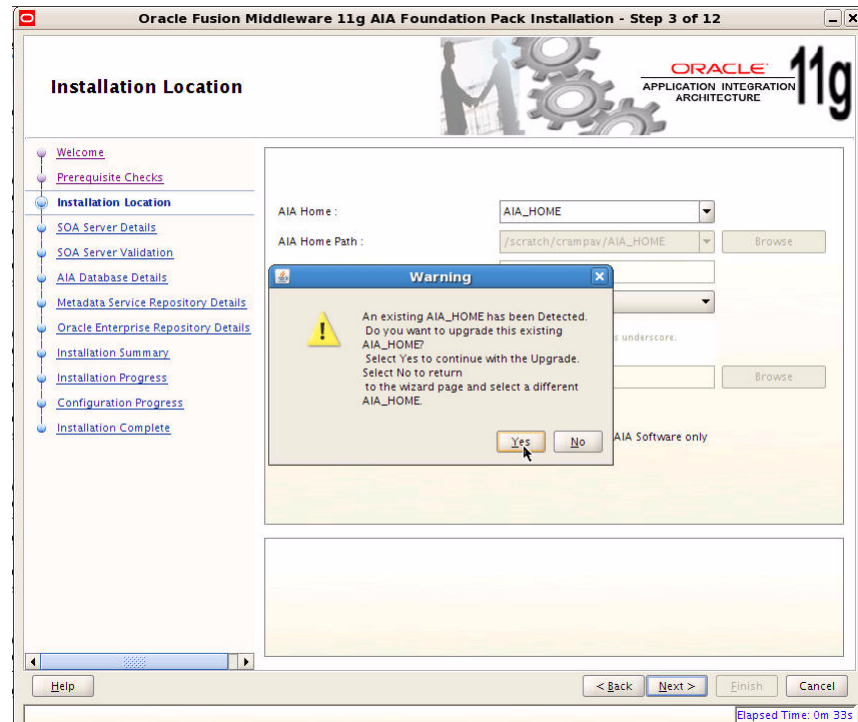 Oracle Fusion Middleware 11g AIA Foundation Pack Installation - Step 3 of 12
Installation Location
ORACLE
APPLICATION INTEGRATION
ARCHITECTURE
11g
Welcome
Prerequisite Checks
Installation Location
SOA Server Details
SOA Server Validation
AIA Database Details
Metadata Service Repository Details
Oracle Enterprise Repository Details
Installation Summary
Installation Progress
Configuration Progress
Installation Complete
AIA Home :
AIA_HOME
AIA Home Path :
/scratch/crampav/AIA_HOME
Browse
Warning
An existing AIA_HOME has been Detected.
Do you want to upgrade this existing
AIA_HOME?
Select Yes to continue with the Upgrade.
Select No to return
to the wizard page and select a different
AIA_HOME.
Yes
No
underscore.
Browse
AIA Software only
Help
< Back
Next >
Finish
Cancel
Elapsed Time: 0m 33s